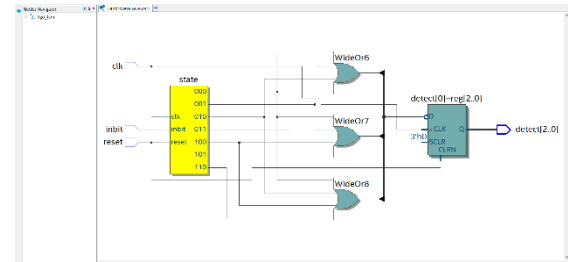 clk
inbit
reset
state
000
001
clk 010
inbit 011
reset 100
101
110
WideOr6
WideOr7
WideOr8
detect[0]~reg[2..0]
D
CLK Q
3'h0
SCLR
CLRN
detect[2..0]